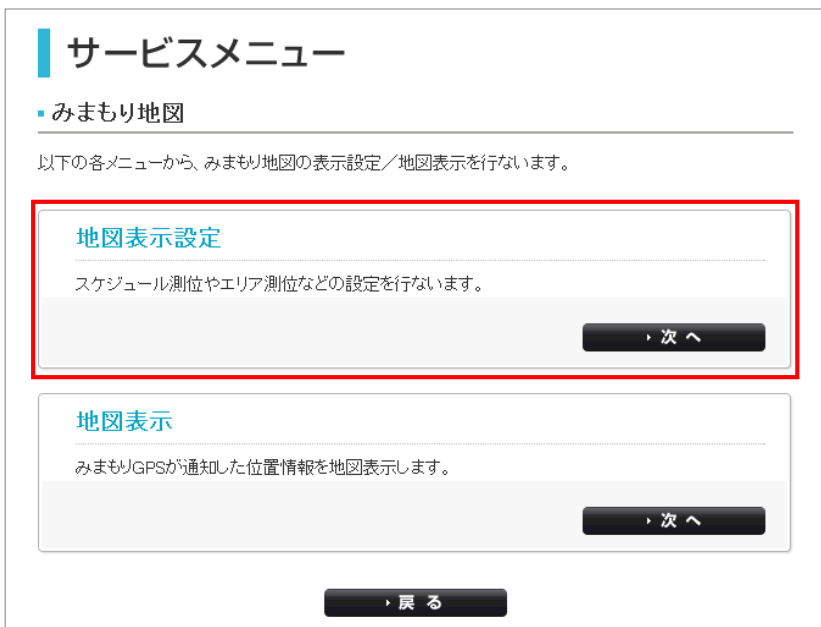 サービスメニュー
みまもり地図
以下の各メニューから、みまもり地図の表示設定／地図表示を行ないます。
地図表示設定
スケジュール測位やエリア測位などの設定を行ないます。
次へ
地図表示
みまもりGPSが通知した位置情報を地図表示します。
次へ
戻る